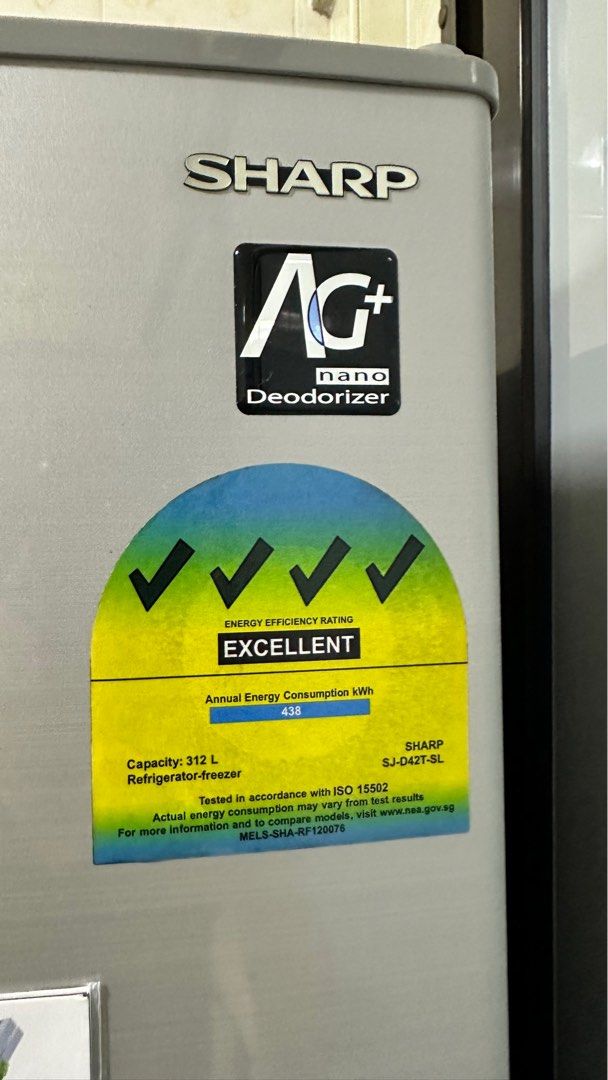 SHARP
AG+
nano
Deodorizer
ENERGY EFFICIENCY RATING
EXCELLENT
Annual Energy Consumption kWh
438
Capacity: 312 L
Refrigerator-freezer
SHARP
SJ-D42T-SL
Tested in accordance with ISO 15502
Actual energy consumption may vary from test results
For more information and to compare models, visit www.nea.gov.sg
MELS-SHA-RF120076